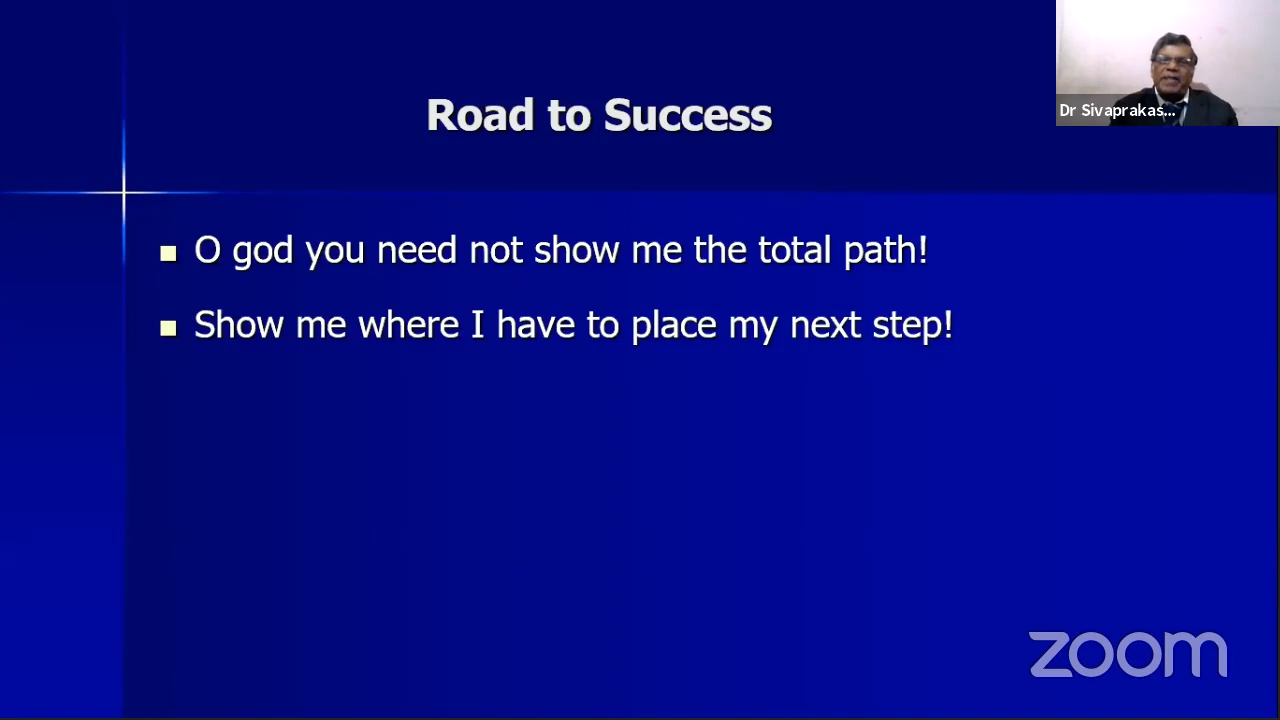 Road to Success
Dr Sivaprakas...
O god you need not show me the total path!
Show me where I have to place my next step!
zoom